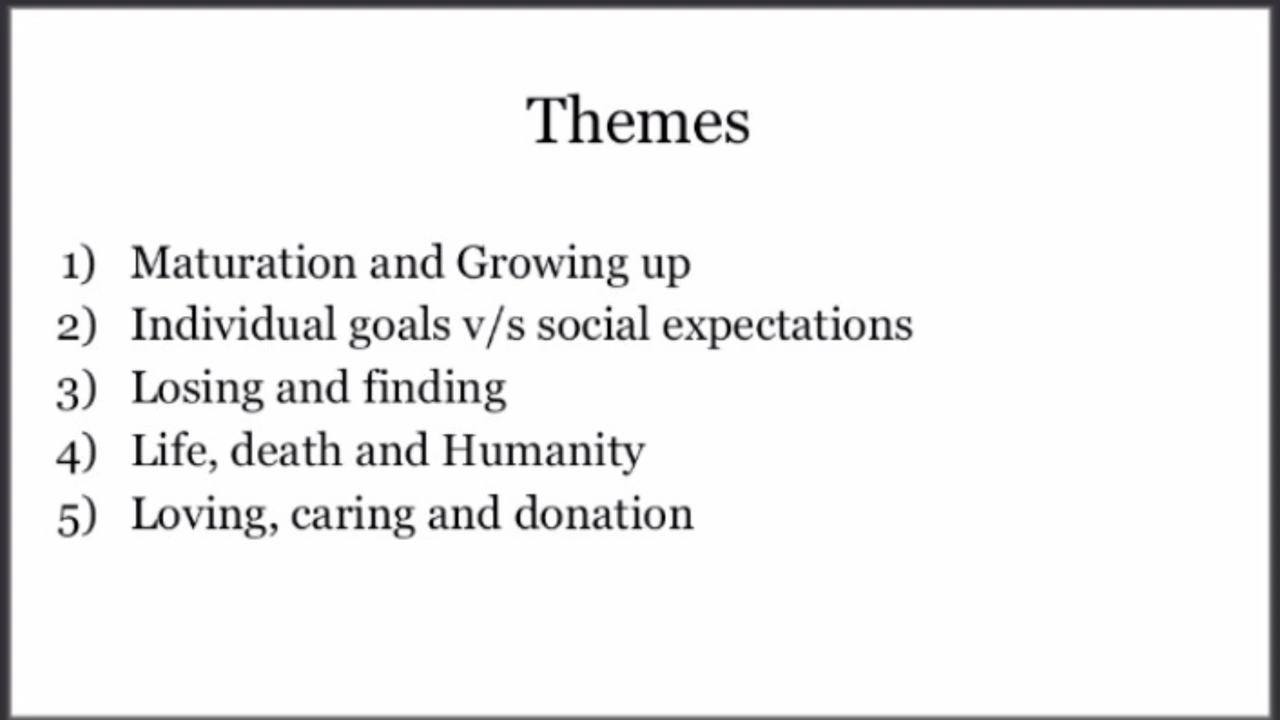 Themes
1) Maturation and Growing up
2) Individual goals v/s social expectations
3) Losing and finding
4) Life, death and Humanity
5) Loving, caring and donation